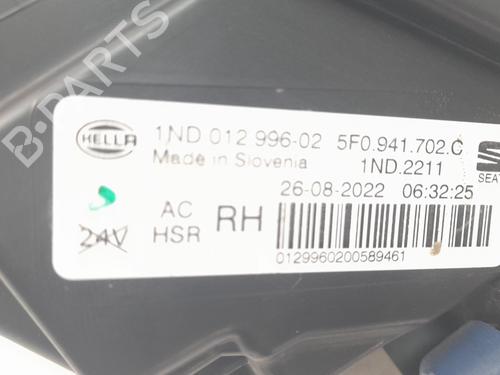 B-PARTS
HELLA
1ND 012 996-02 5F0.941.702.C
Made in Slovenia 1ND.2211
SEAT
26-08-2022 06:32:25
24V AC HSR RH
0129960200589461